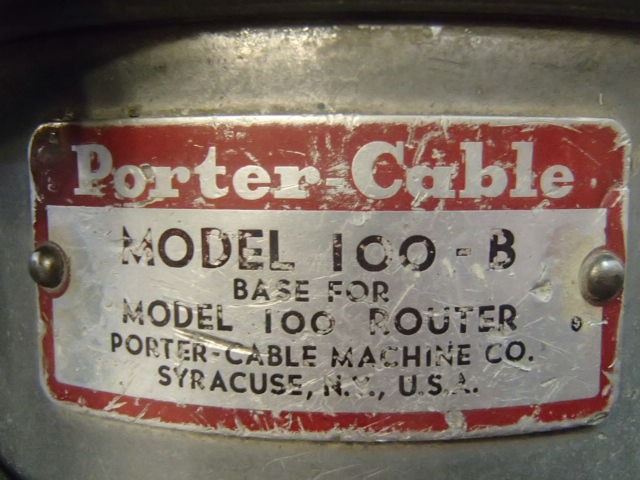 Porter-Cable
MODEL 100-B
BASE FOR
MODEL 100 ROUTER
PORTER-CABLE MACHINE CO.
SYRACUSE, N.Y., U.S.A.